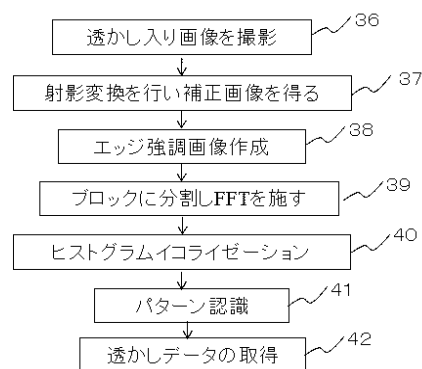 透かし入り画像を撮影
36
射影変換を行い補正画像を得る
37
エッジ強調画像作成
38
ブロックに分割しFFTを施す
39
ヒストグラムイコライゼーション
40
パターン認識
41
透かしデータの取得
42